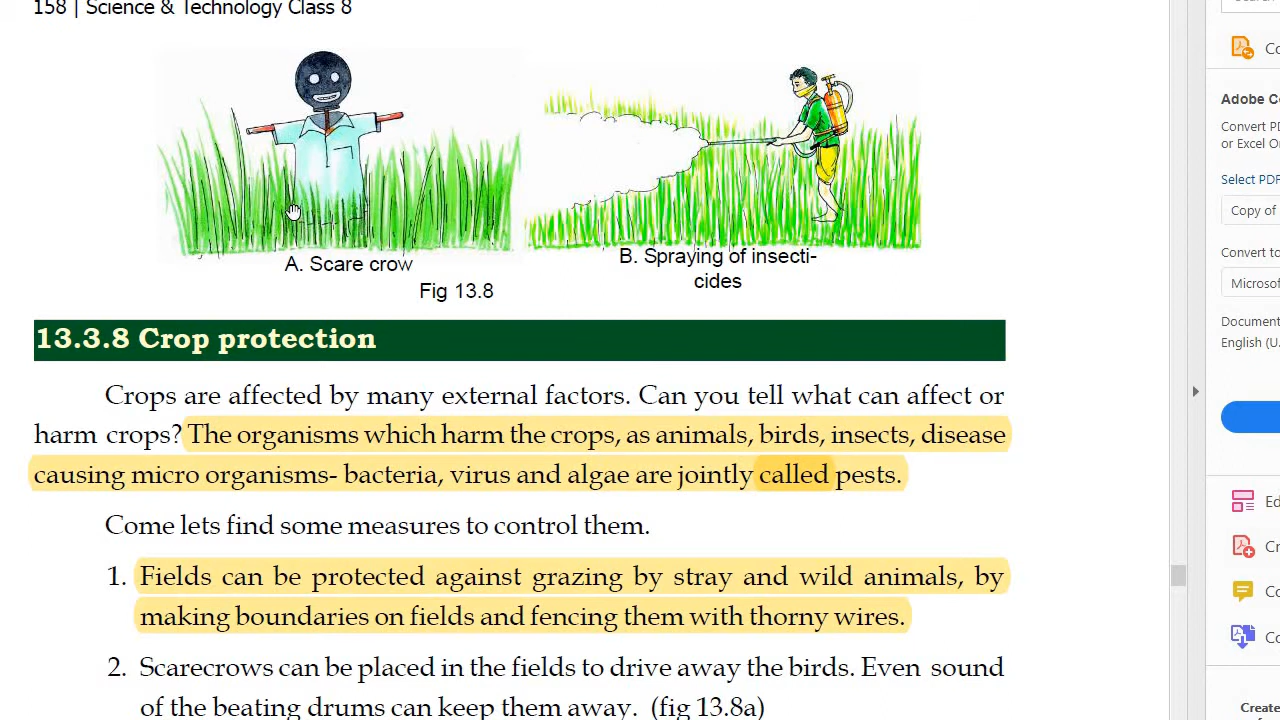 158 | Science & Technology Class 8
A. Scare crow
B. Spraying of insecti-
cides
Fig 13.8
13.3.8 Crop protection
Crops are affected by many external factors. Can you tell what can affect or
harm crops? The organisms which harm the crops, as animals, birds, insects, disease
causing micro organisms- bacteria, virus and algae are jointly called pests.
Come lets find some measures to control them.
1. Fields can be protected against grazing by stray and wild animals, by
making boundaries on fields and fencing them with thorny wires.
2. Scarecrows can be placed in the fields to drive away the birds. Even sound
of the beating drums can keep them away. (fig 13.8a)
Adobe
Convert
or Excel
Select PDF
Copy of
Convert to
Document
English
Create